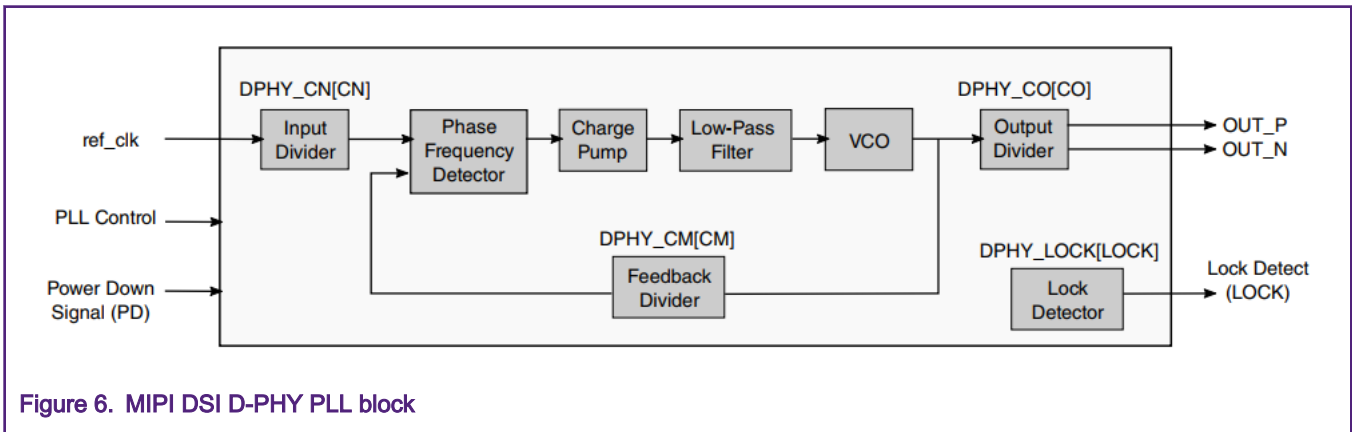 DPHY_CN[CN]
DPHY_CO[CO]
ref_clk
Input
Divider
Phase
Frequency
Detector
Charge
Pump
Low-Pass
Filter
VCO
Output
Divider
OUT_P
OUT_N
PLL Control
DPHY_CM[CM]
Feedback
Divider
DPHY_LOCK[LOCK]
Lock
Detector
Lock Detect
(LOCK)
Power Down
Signal (PD)
Figure 6. MIPI DSI D-PHY PLL block